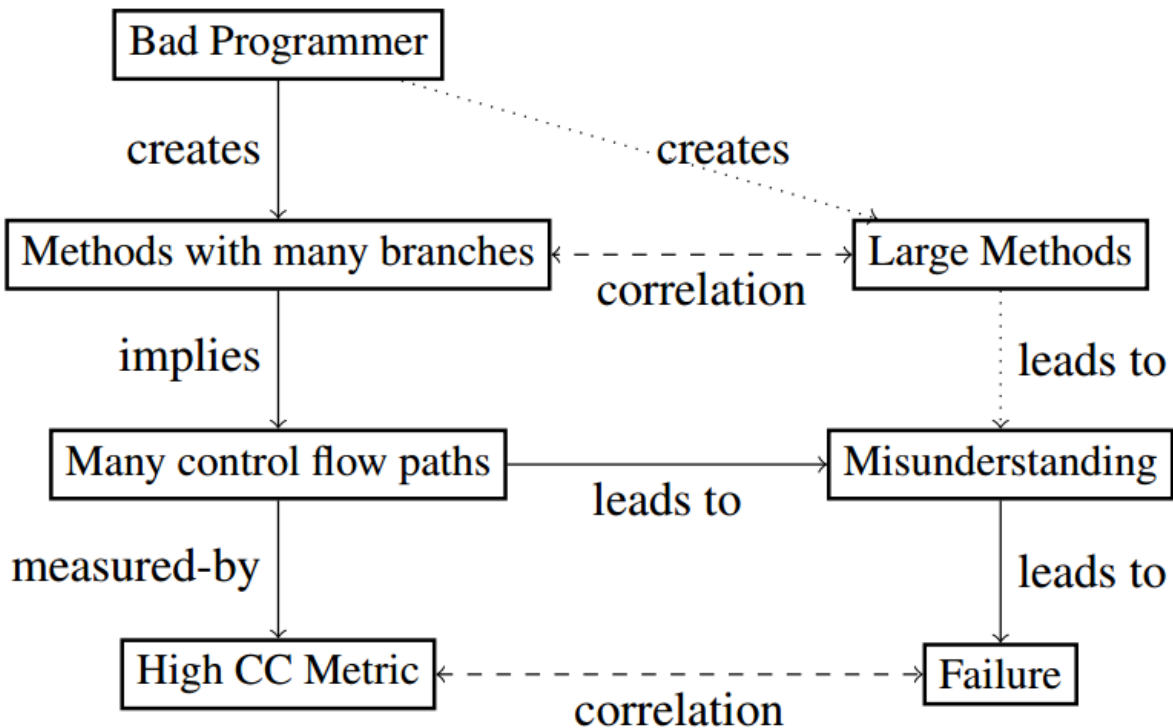 Bad Programmer
creates
creates
Methods with many branches
correlation
Large Methods
implies
leads to
Many control flow paths
leads to
Misunderstanding
measured-by
leads to
High CC Metric
correlation
Failure